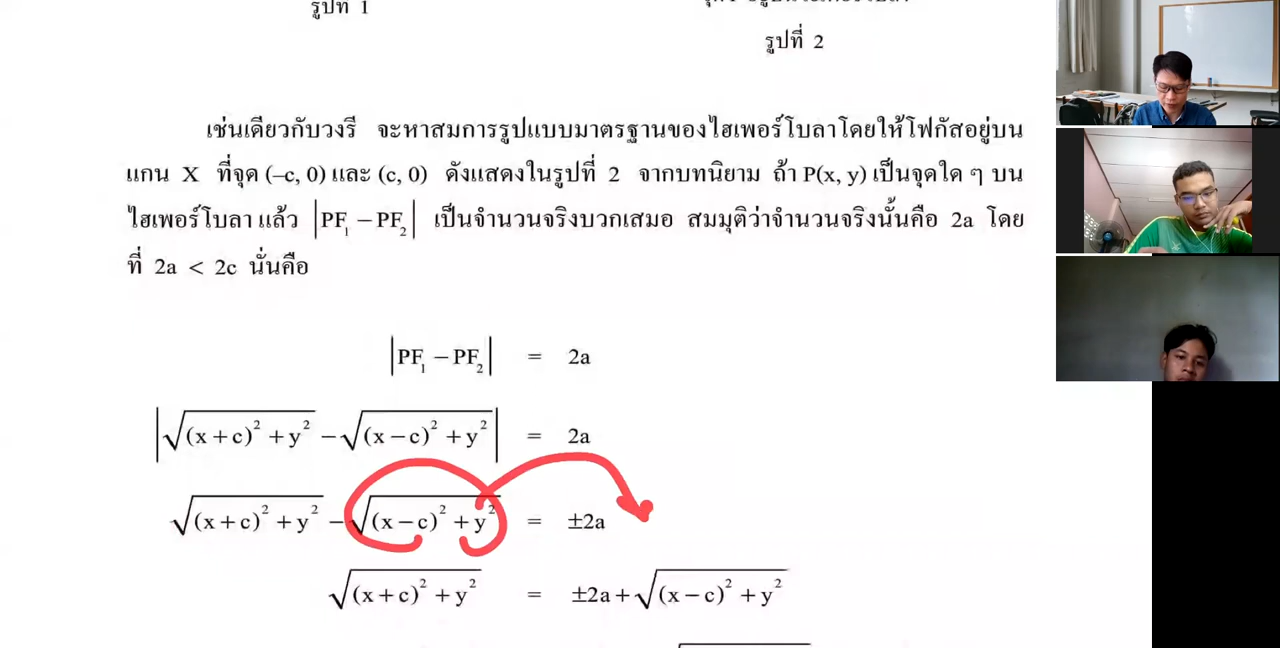 รูปที่ 1
รูปที่ 2
เช่นเดียวกับวงรี จะหาสมการรูปแบบมาตรฐานของไฮเพอร์โบลาโดยให้โฟกัสอยู่บน
แกน X ที่จุด (–c, 0) และ (c, 0) ดังแสดงในรูปที่ 2 จากบทนิยาม ถ้า P(x, y) เป็นจุดใด ๆ บน
ไฮเพอร์โบลา แล้ว |PF₁ – PF₂| เป็นจำนวนจริงบวกเสมอ สมมุติว่าจำนวนจริงนั้นคือ 2a โดย
ที่ 2a < 2c นั่นคือ
|PF₁ – PF₂| = 2a
|√((x + c)² + y²) – √((x – c)² + y²)| = 2a
√((x + c)² + y²) – √((x – c)² + y²) = ±2a
√((x + c)² + y²) = ±2a + √((x – c)² + y²)